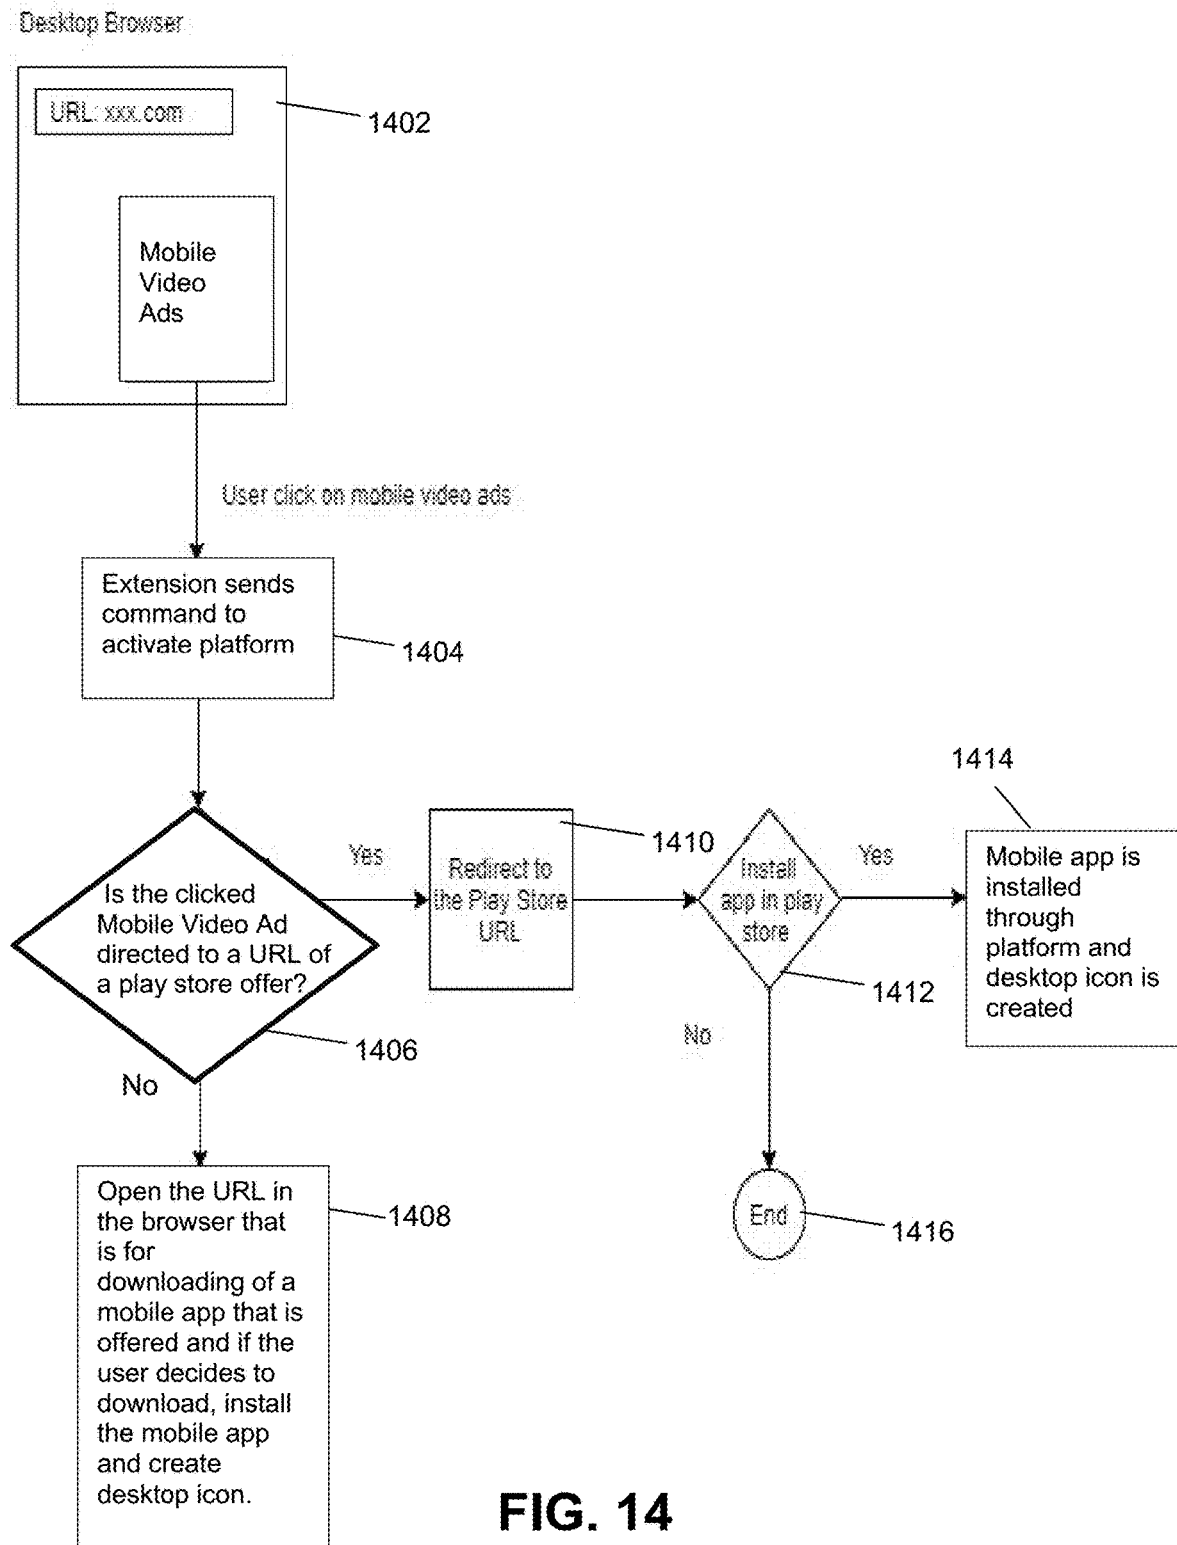 Desktop Browser
URL: xxx.com
1402
Mobile
Video
Ads
User click on mobile video ads
Extension sends
command to
activate platform
1404
Is the clicked
Mobile Video Ad
directed to a URL of
a play store offer?
1406
Yes
Redirect to
the Play Store
URL
1410
Install
app in play
store
1412
Yes
1414
Mobile app is
installed
through
platform and
desktop icon is
created
No
End
1416
No
Open the URL in
the browser that
is for
downloading of a
mobile app that is
offered and if the
user decides to
download, install
the mobile app
and create
desktop icon.
1408
FIG. 14